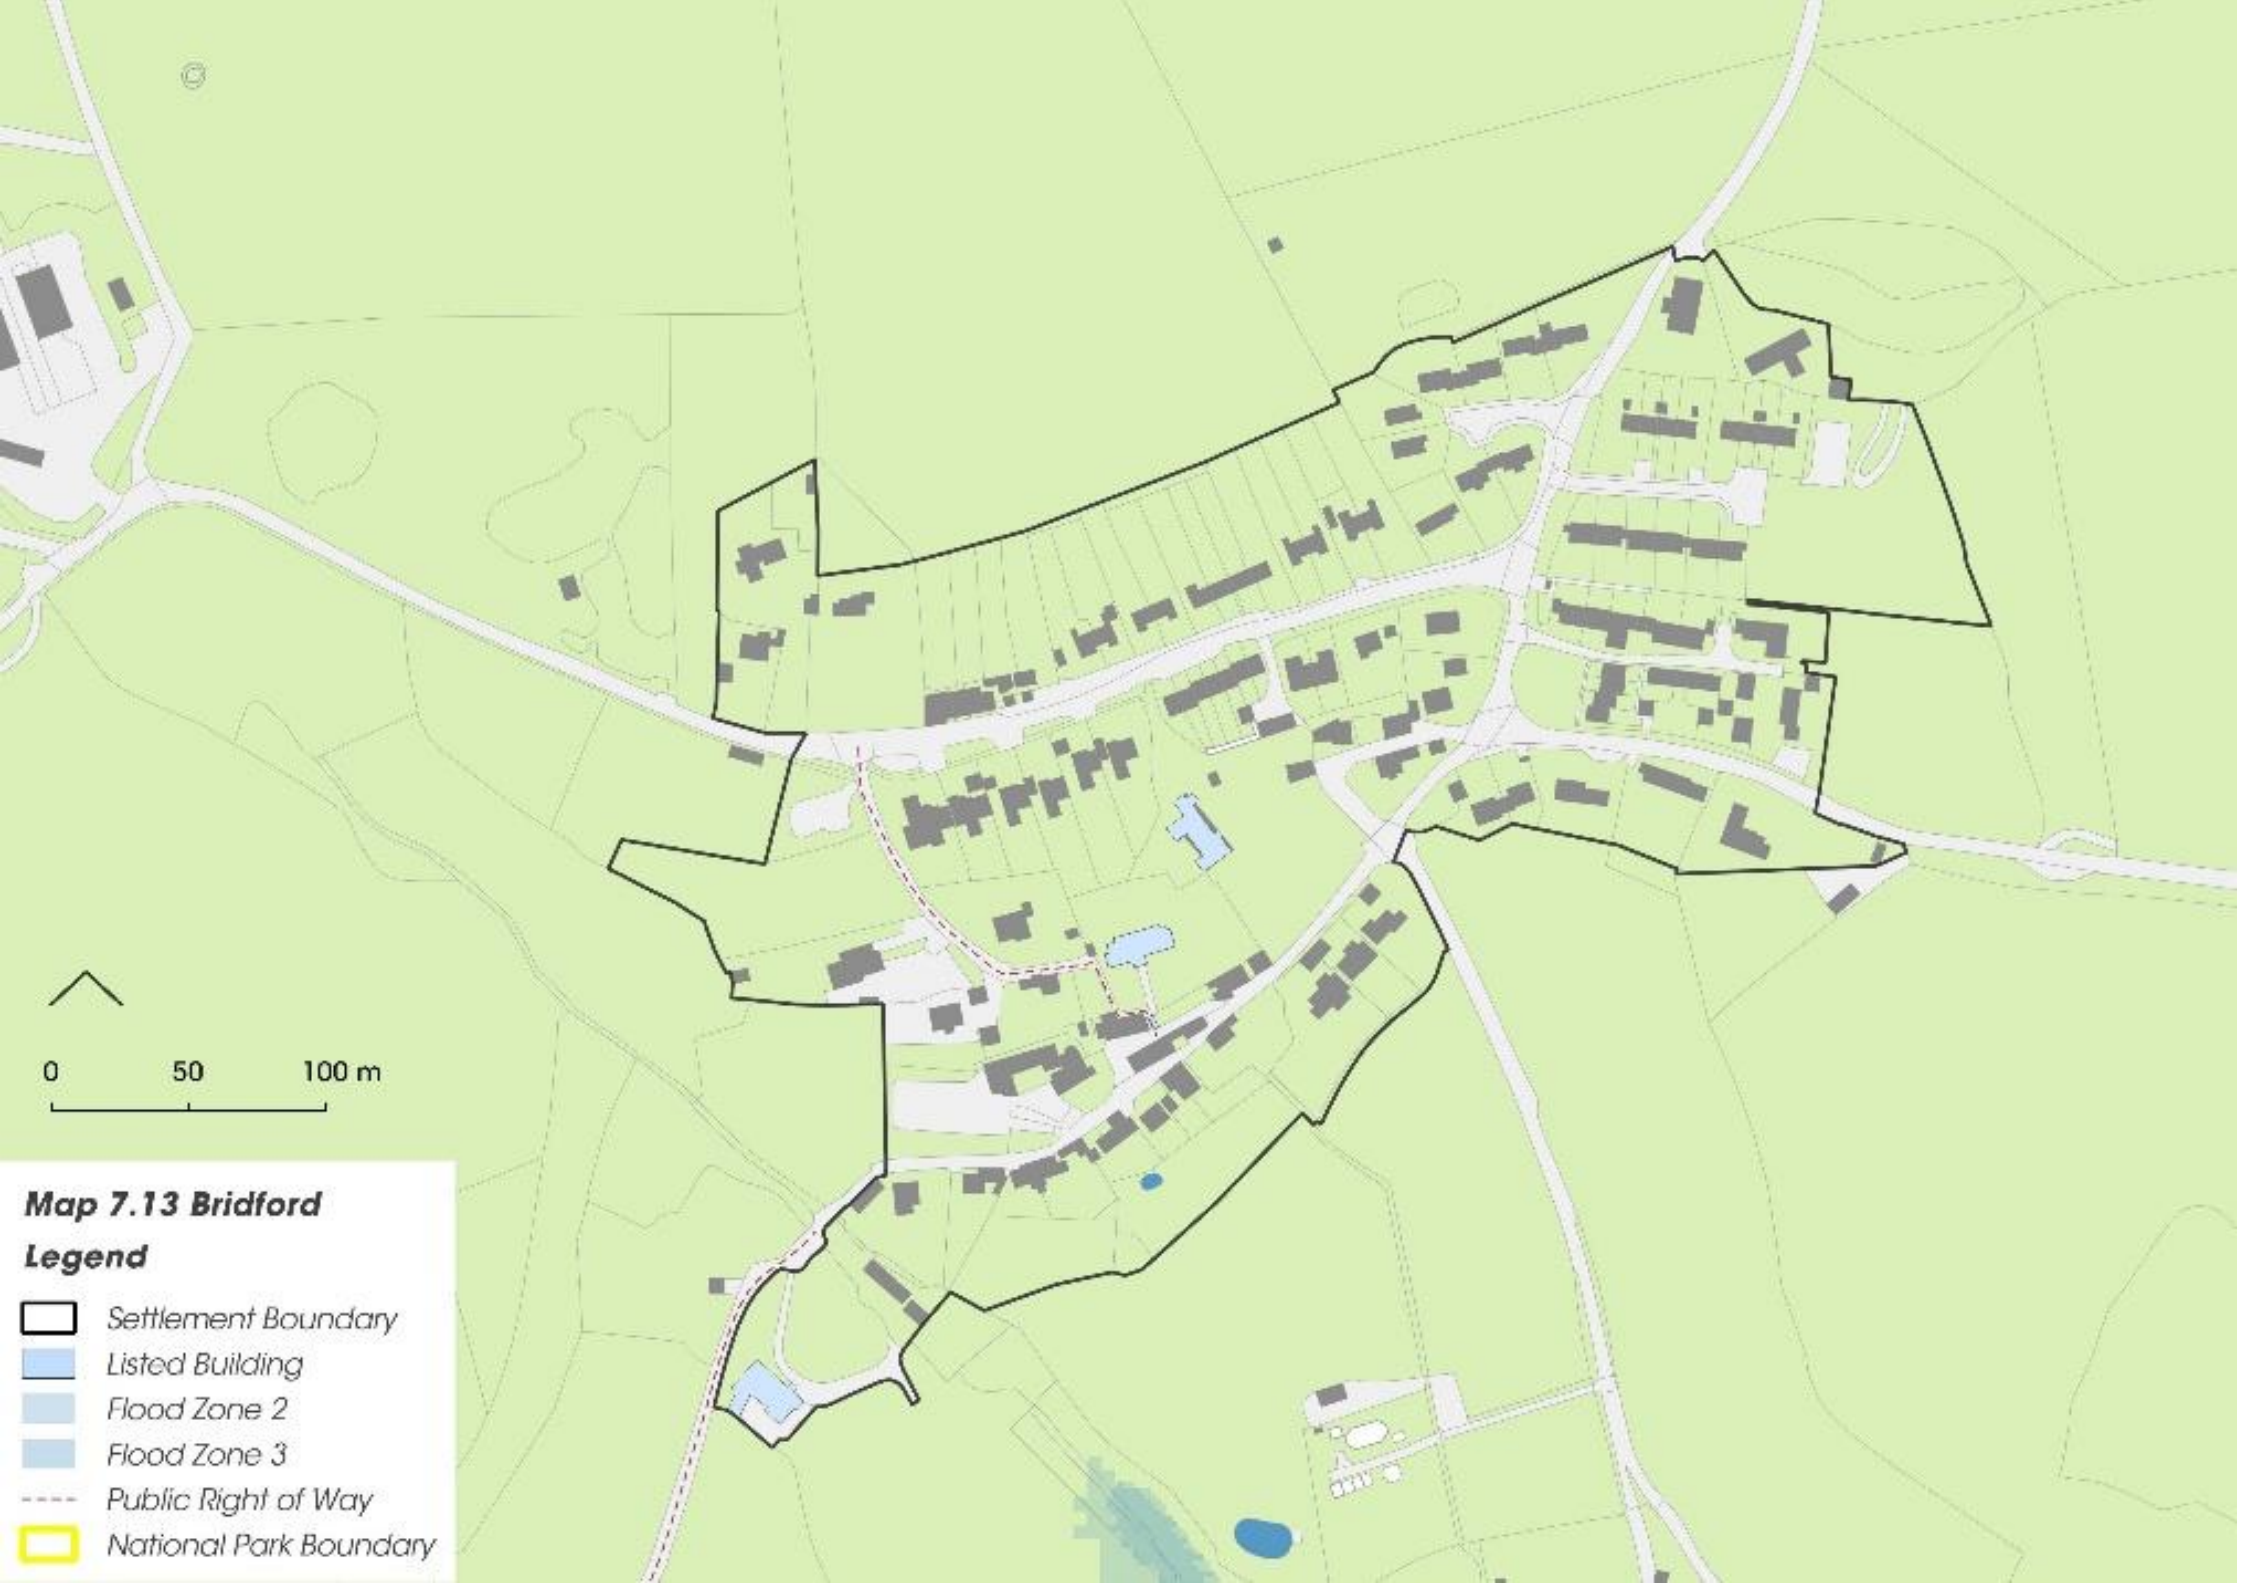 0 50 100 m
Map 7.13 Bridford
Legend
Settlement Boundary
Listed Building
Flood Zone 2
Flood Zone 3
Public Right of Way
National Park Boundary